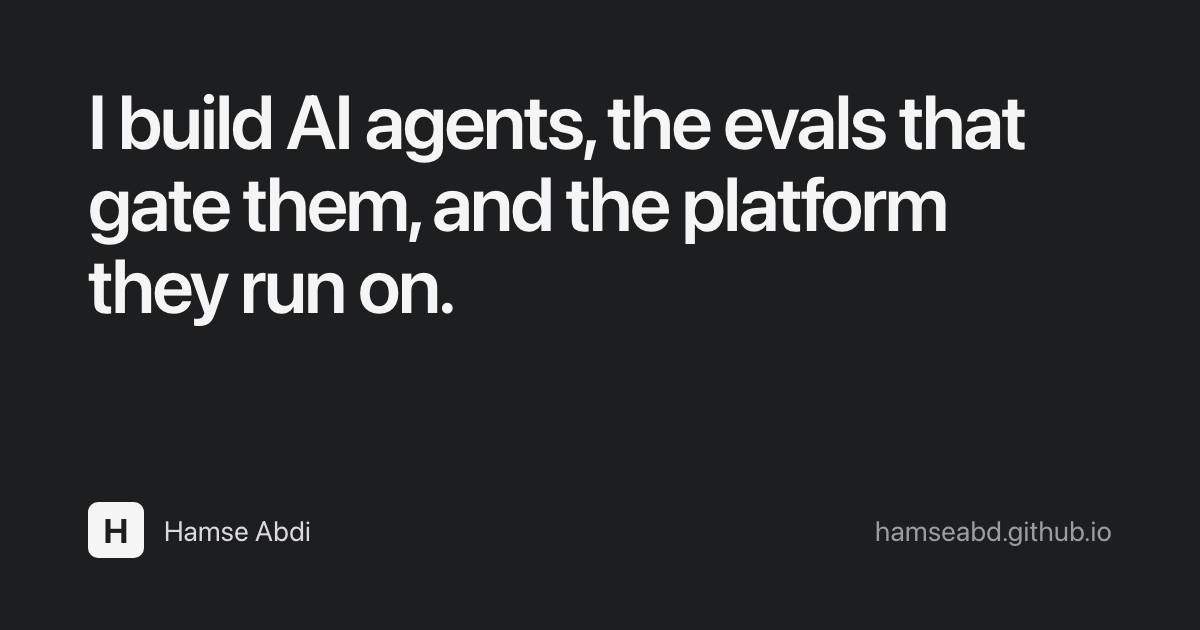 I build AI agents, the evals that
gate them, and the platform
they run on.
H
Hamse Abdi
hamseabd.github.io